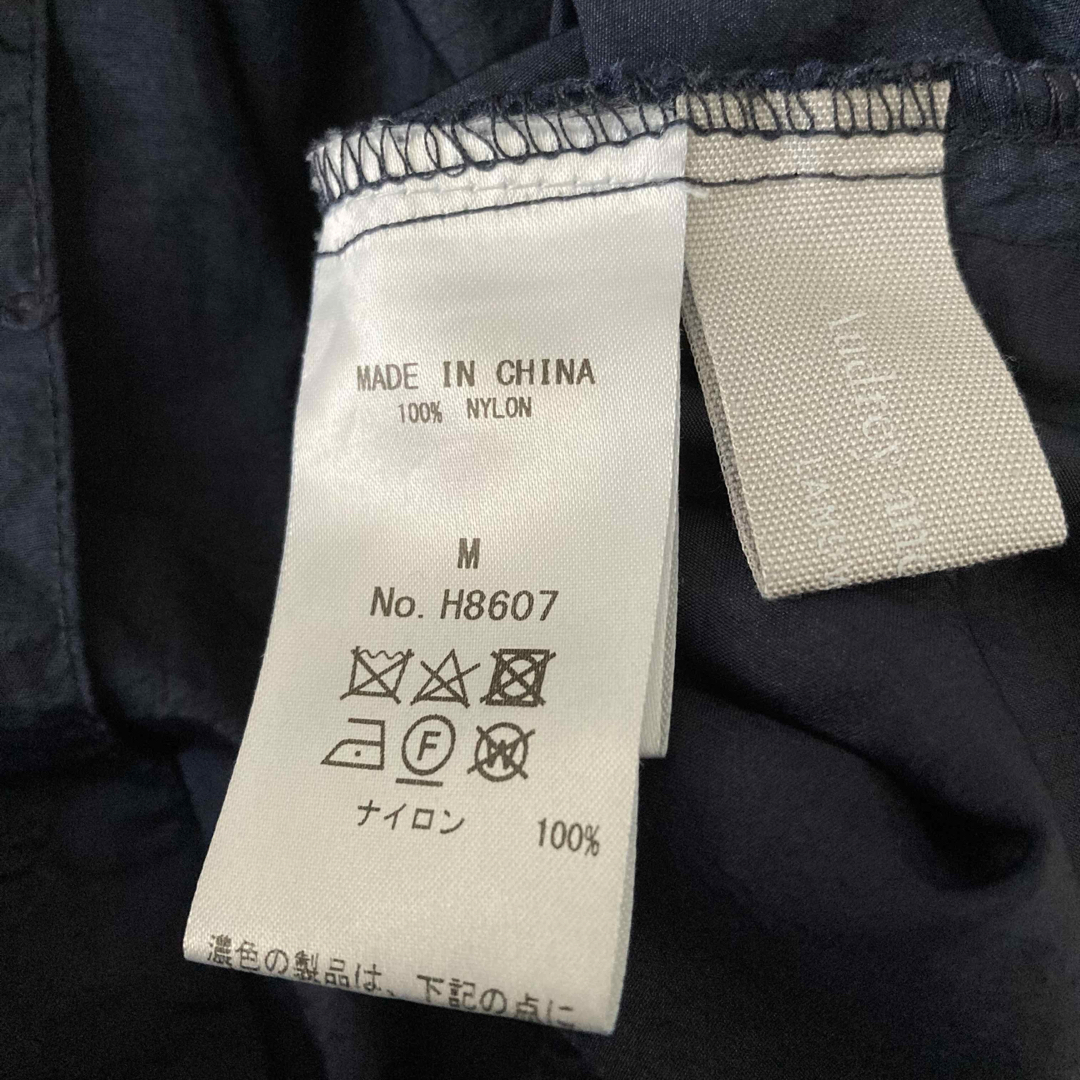 MADE IN CHINA
100% NYLON
M
No. H8607
F
W
ナイロン 100%
濃色の製品は、下記の点に